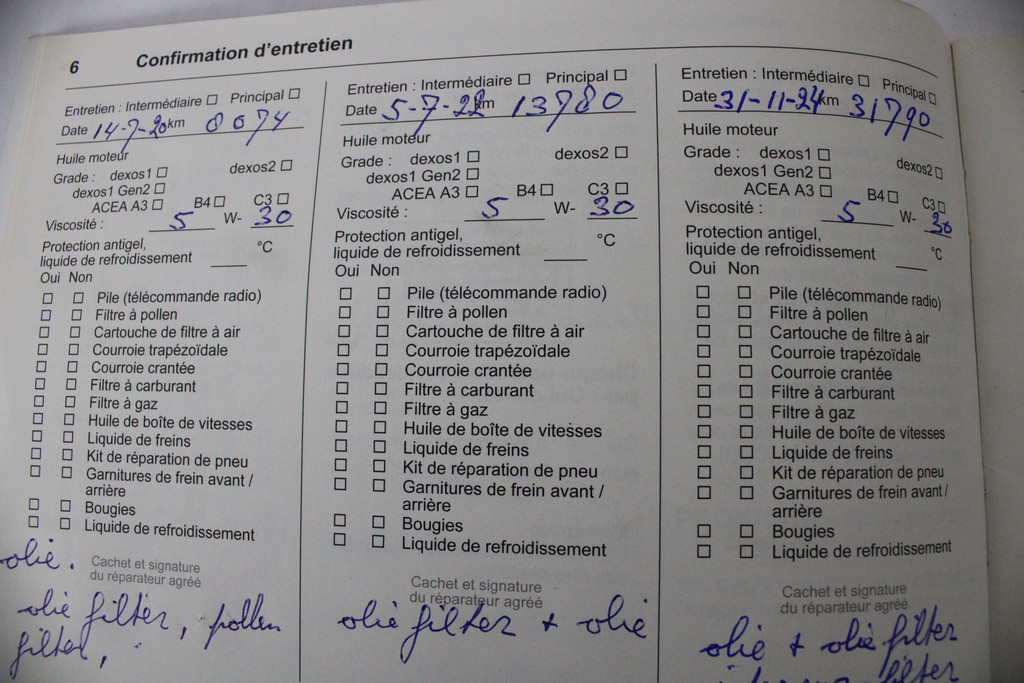 6 Confirmation d'entretien
Entretien : Intermédiaire ☐ Principal ☐
Date 14-7-20 km 8074
Huile moteur
Grade : dexos1 ☐ dexos2 ☐
dexos1 Gen2 ☐
ACEA A3 ☐ B4 ☐ C3 ☐
Viscosité : 5 W- 30
Protection antigel,
liquide de refroidissement ____ °C
Oui Non
☐ ☐ Pile (télécommande radio)
☐ ☐ Filtre à pollen
☐ ☐ Cartouche de filtre à air
☐ ☐ Courroie trapézoïdale
☐ ☐ Courroie crantée
☐ ☐ Filtre à carburant
☐ ☐ Filtre à gaz
☐ ☐ Huile de boîte de vitesses
☐ ☐ Liquide de freins
☐ ☐ Kit de réparation de pneu
☐ ☐ Garnitures de frein avant /
arrière
☐ ☐ Bougies
☐ ☐ Liquide de refroidissement
olie.
Cachet et signature
du réparateur agréé
olie filter, pollen
filter,
Entretien : Intermédiaire ☐ Principal ☐
Date 5-7-22 km 13780
Huile moteur
Grade : dexos1 ☐ dexos2 ☐
dexos1 Gen2 ☐
ACEA A3 ☐ B4 ☐ C3 ☐
Viscosité : 5 W- 30
Protection antigel,
liquide de refroidissement ____ °C
Oui Non
☐ ☐ Pile (télécommande radio)
☐ ☐ Filtre à pollen
☐ ☐ Cartouche de filtre à air
☐ ☐ Courroie trapézoïdale
☐ ☐ Courroie crantée
☐ ☐ Filtre à carburant
☐ ☐ Filtre à gaz
☐ ☐ Huile de boîte de vitesses
☐ ☐ Liquide de freins
☐ ☐ Kit de réparation de pneu
☐ ☐ Garnitures de frein avant /
arrière
☐ ☐ Bougies
☐ ☐ Liquide de refroidissement
Cachet et signature
du réparateur agréé
olie filter + olie
Entretien : Intermédiaire ☐ Principal ☐
Date 31-11-24 km 31790
Huile moteur
Grade : dexos1 ☐ dexos2 ☐
dexos1 Gen2 ☐
ACEA A3 ☐ B4 ☐ C3 ☐
Viscosité : 5 W- 30
Protection antigel,
liquide de refroidissement ____ °C
Oui Non
☐ ☐ Pile (télécommande radio)
☐ ☐ Filtre à pollen
☐ ☐ Cartouche de filtre à air
☐ ☐ Courroie trapézoïdale
☐ ☐ Courroie crantée
☐ ☐ Filtre à carburant
☐ ☐ Filtre à gaz
☐ ☐ Huile de boîte de vitesses
☐ ☐ Liquide de freins
☐ ☐ Kit de réparation de pneu
☐ ☐ Garnitures de frein avant /
arrière
☐ ☐ Bougies
☐ ☐ Liquide de refroidissement
Cachet et signature
du réparateur agréé
olie + olie filter
filter